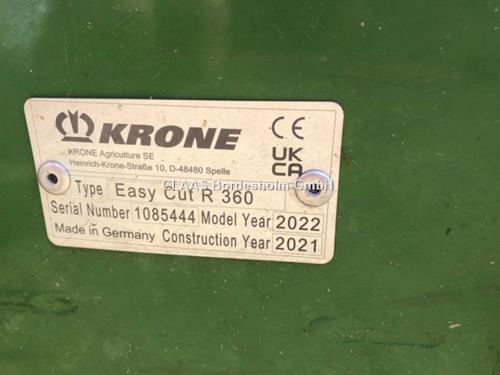 KRONE
CE
KRONE Agriculture SE
Heinrich-Krone-Straße 10, D-48480 Spelle
UK
CA
Type Easy Cut R 360
CLAAS Bordesholm GmbH
Serial Number 1085444 Model Year 2022
Made in Germany Construction Year 2021